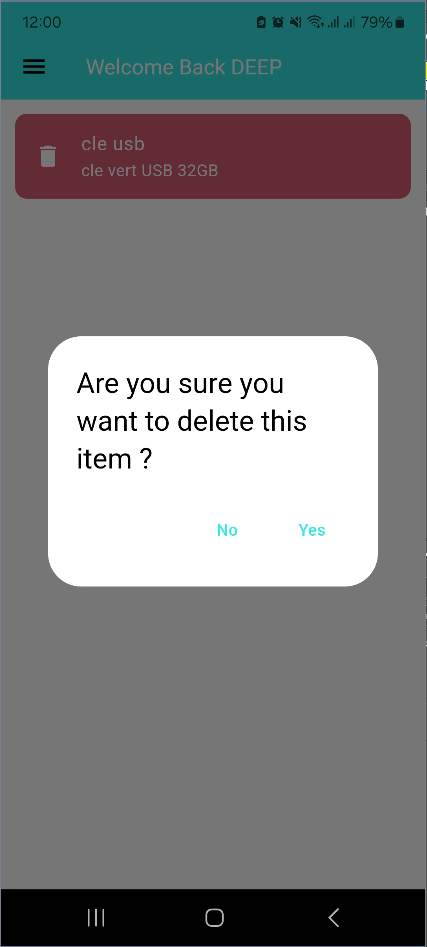 12:00 79%
Welcome Back DEEP
cle usb
cle vert USB 32GB
Are you sure you
want to delete this
item ?
No Yes